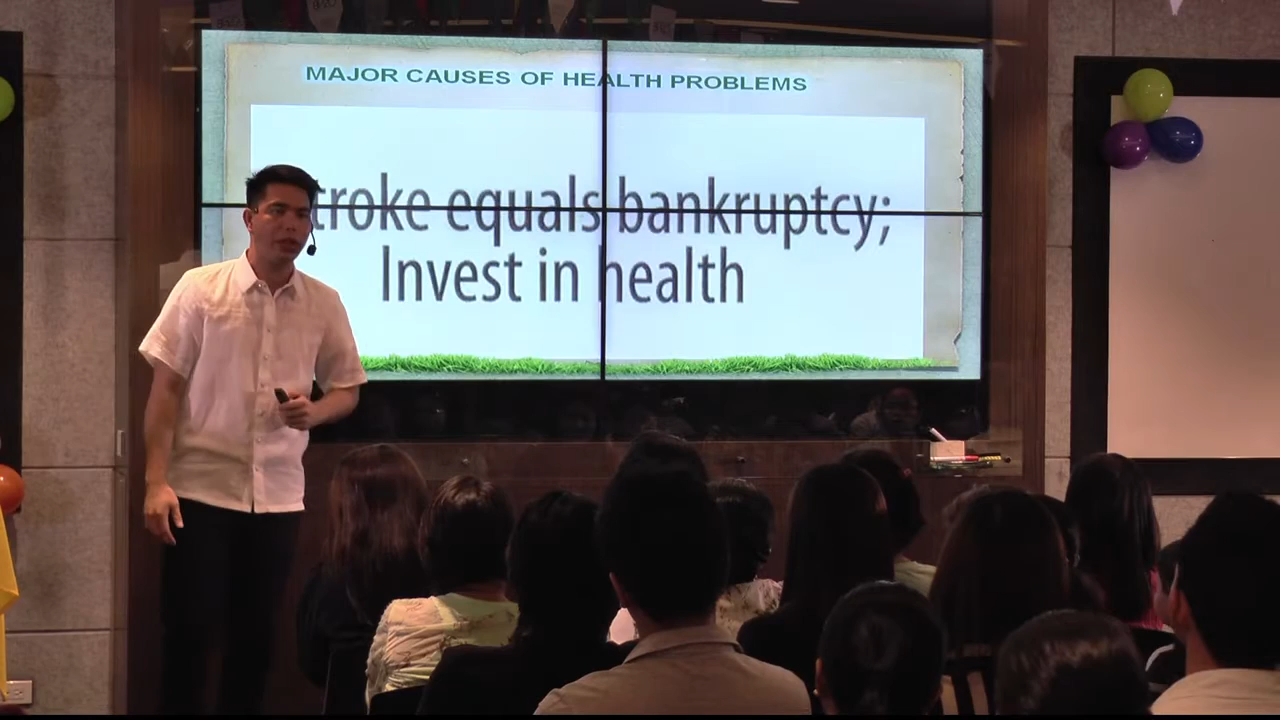 MAJOR CAUSES OF HEALTH PROBLEMS
troke equals bankruptcy;
Invest in health